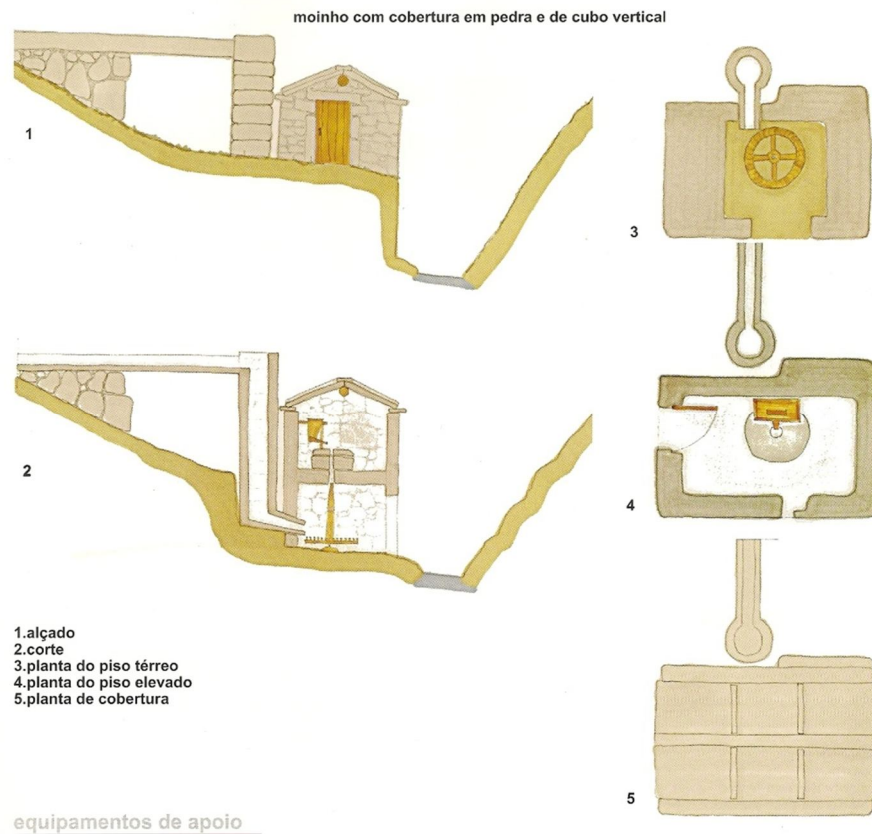 moinho com cobertura em pedra e de cubo vertical
1
2
3
4
5
1.alçado
2.corte
3.planta do piso térreo
4.planta do piso elevado
5.planta de cobertura
equipamentos de apoio